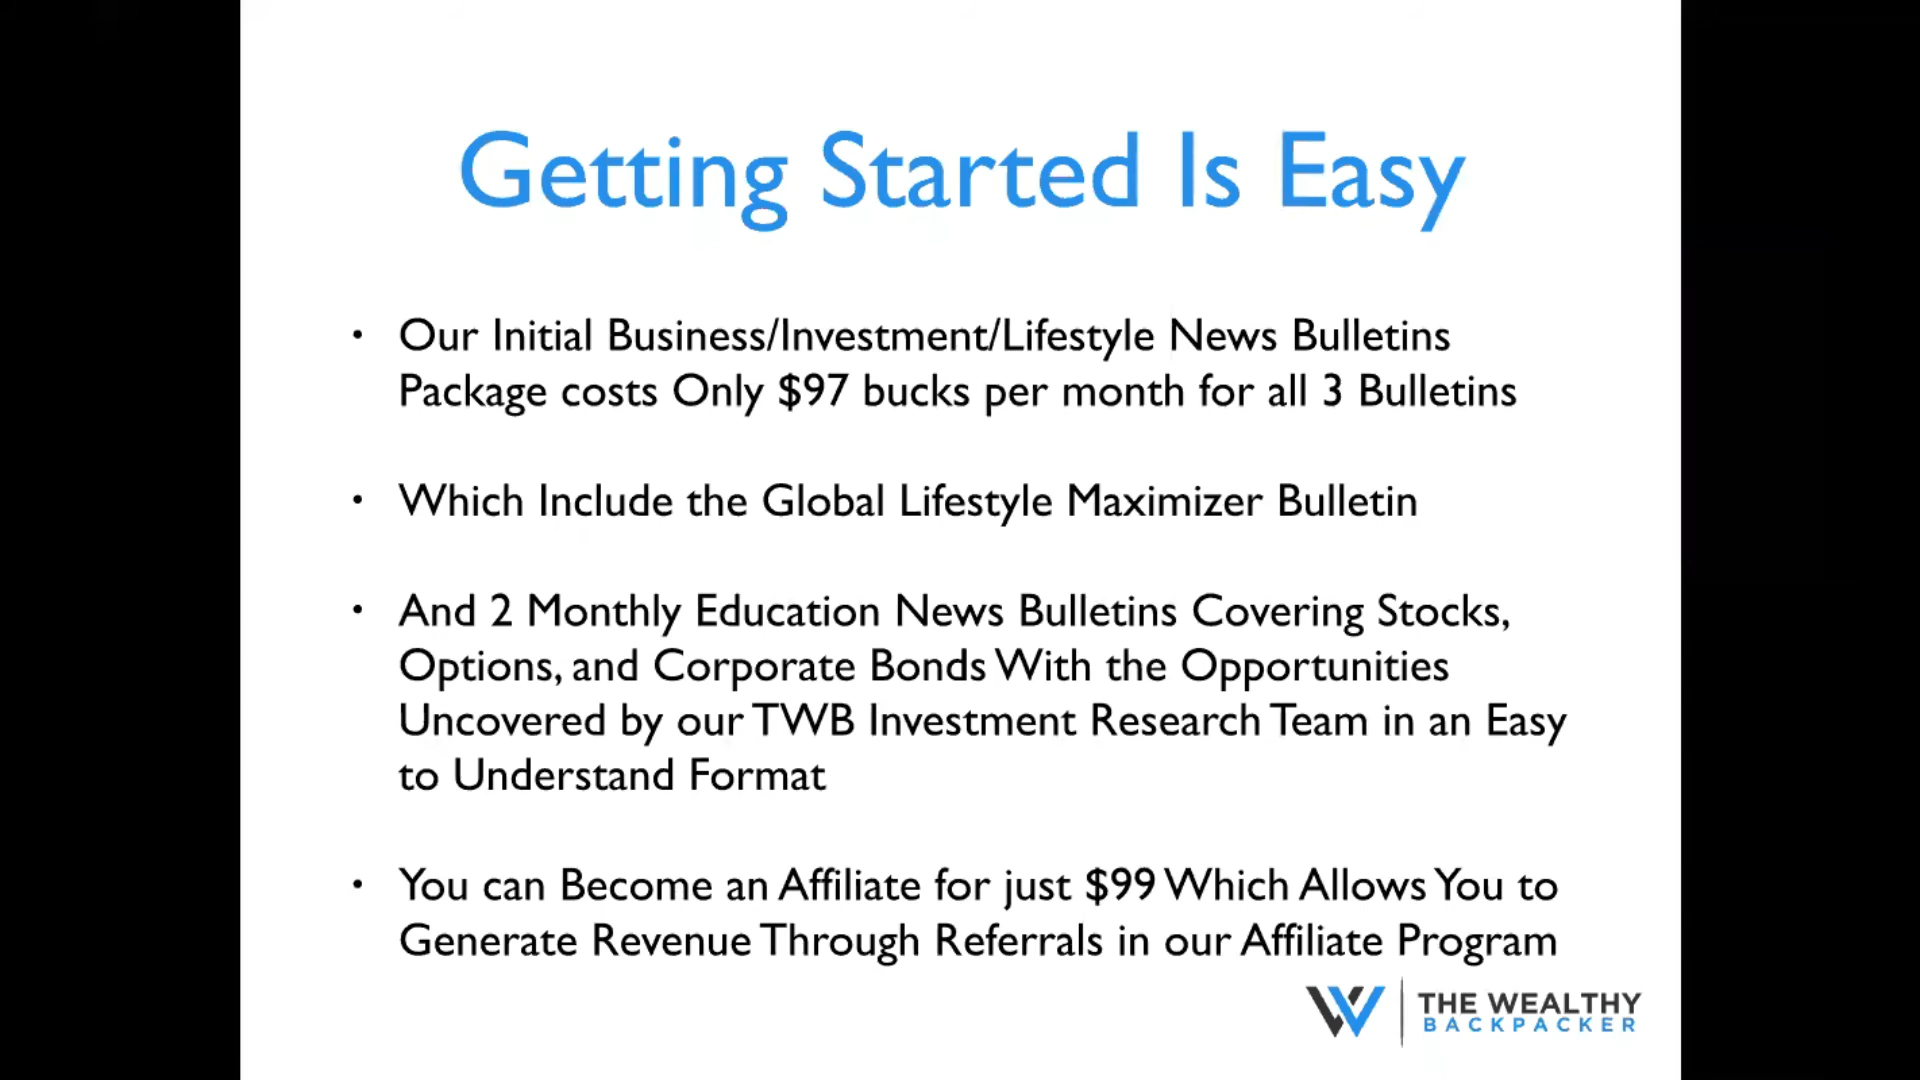 Getting Started Is Easy
• Our Initial Business/Investment/Lifestyle News Bulletins
Package costs Only $97 bucks per month for all 3 Bulletins
• Which Include the Global Lifestyle Maximizer Bulletin
• And 2 Monthly Education News Bulletins Covering Stocks,
Options, and Corporate Bonds With the Opportunities
Uncovered by our TWB Investment Research Team in an Easy
to Understand Format
• You can Become an Affiliate for just $99 Which Allows You to
Generate Revenue Through Referrals in our Affiliate Program
THE WEALTHY
BACKPACKER